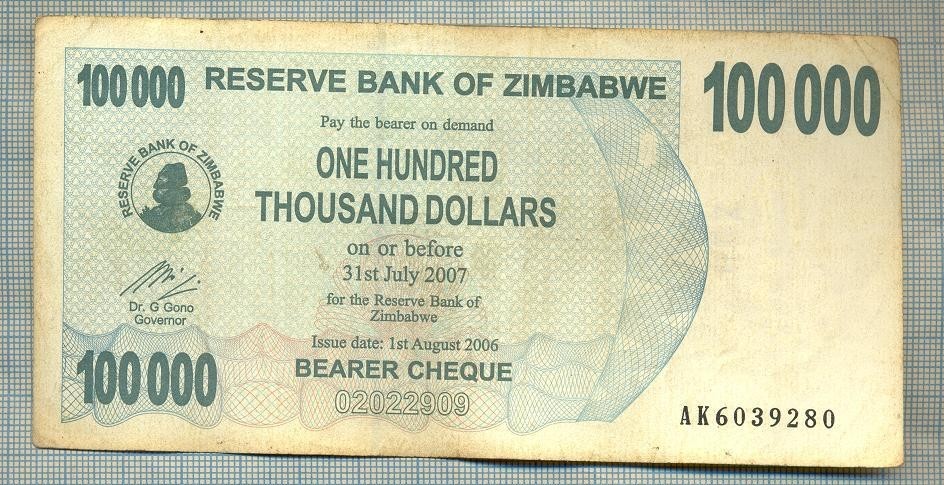 100 000 RESERVE BANK OF ZIMBABWE 100 000
Pay the bearer on demand
ONE HUNDRED
THOUSAND DOLLARS
RESERVE BANK OF ZIMBABWE
on or before
31st July 2007
for the Reserve Bank of
Zimbabwe
Dr. G Gono
Governor
Issue date: 1st August 2006
BEARER CHEQUE
100 000
02022909
AK6039280